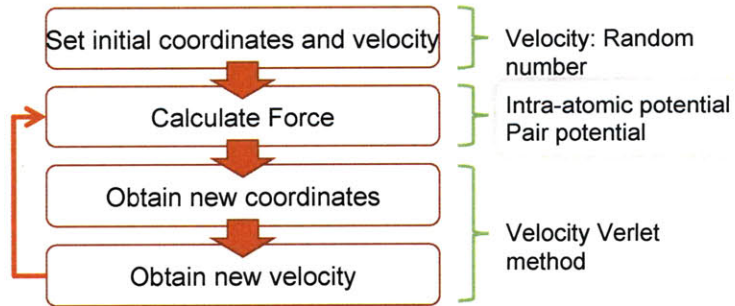 Set initial coordinates and velocity
Velocity: Random
number
Calculate Force
Intra-atomic potential
Pair potential
Obtain new coordinates
Velocity Verlet
method
Obtain new velocity